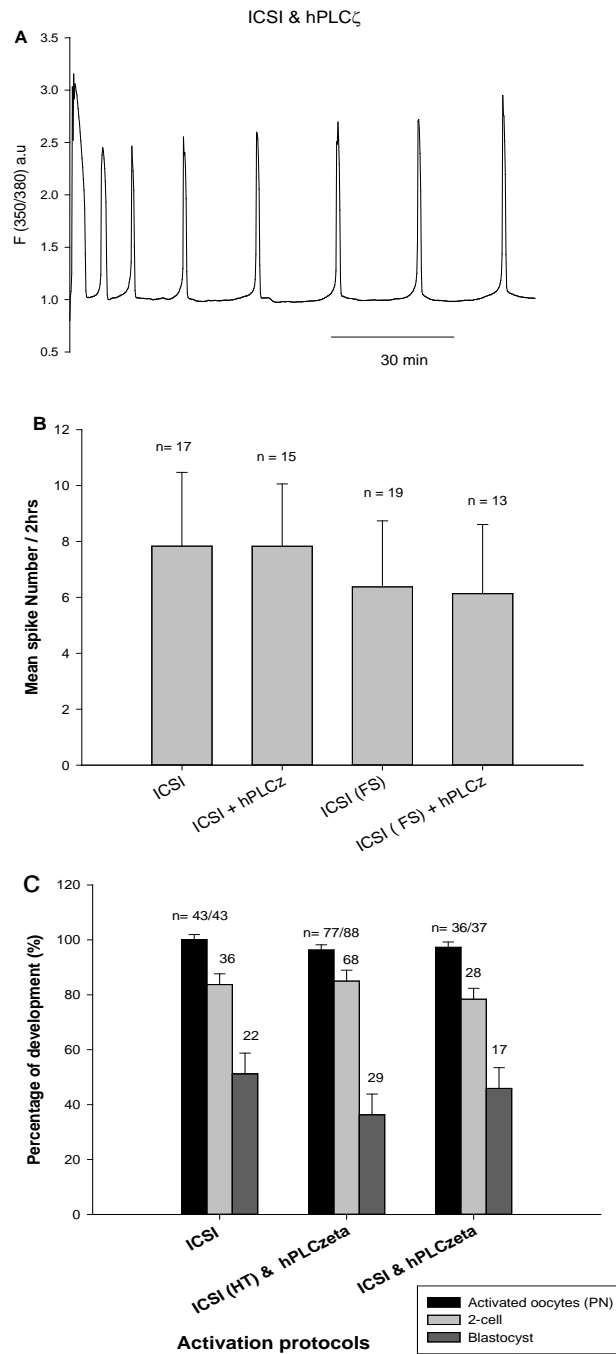 ICSI & hPLCζ
A
F (350/380) a.u
3.5
3.0
2.5
2.0
1.5
1.0
0.5
30 min
B
Mean spike Number / 2hrs
12
10
8
6
4
2
0
n= 17
n = 15
n = 19
n = 13
ICSI
ICSI + hPLCz
ICSI (FS)
ICSI ( FS) + hPLCz
C
Percentage of development (%)
120
100
80
60
40
20
0
n= 43/43
36
22
n= 77/88
68
29
n= 36/37
28
17
ICSI
ICSI (HT) & hPLCzeta
ICSI & hPLCzeta
Activation protocols
Activated oocytes (PN)
2-cell
Blastocyst